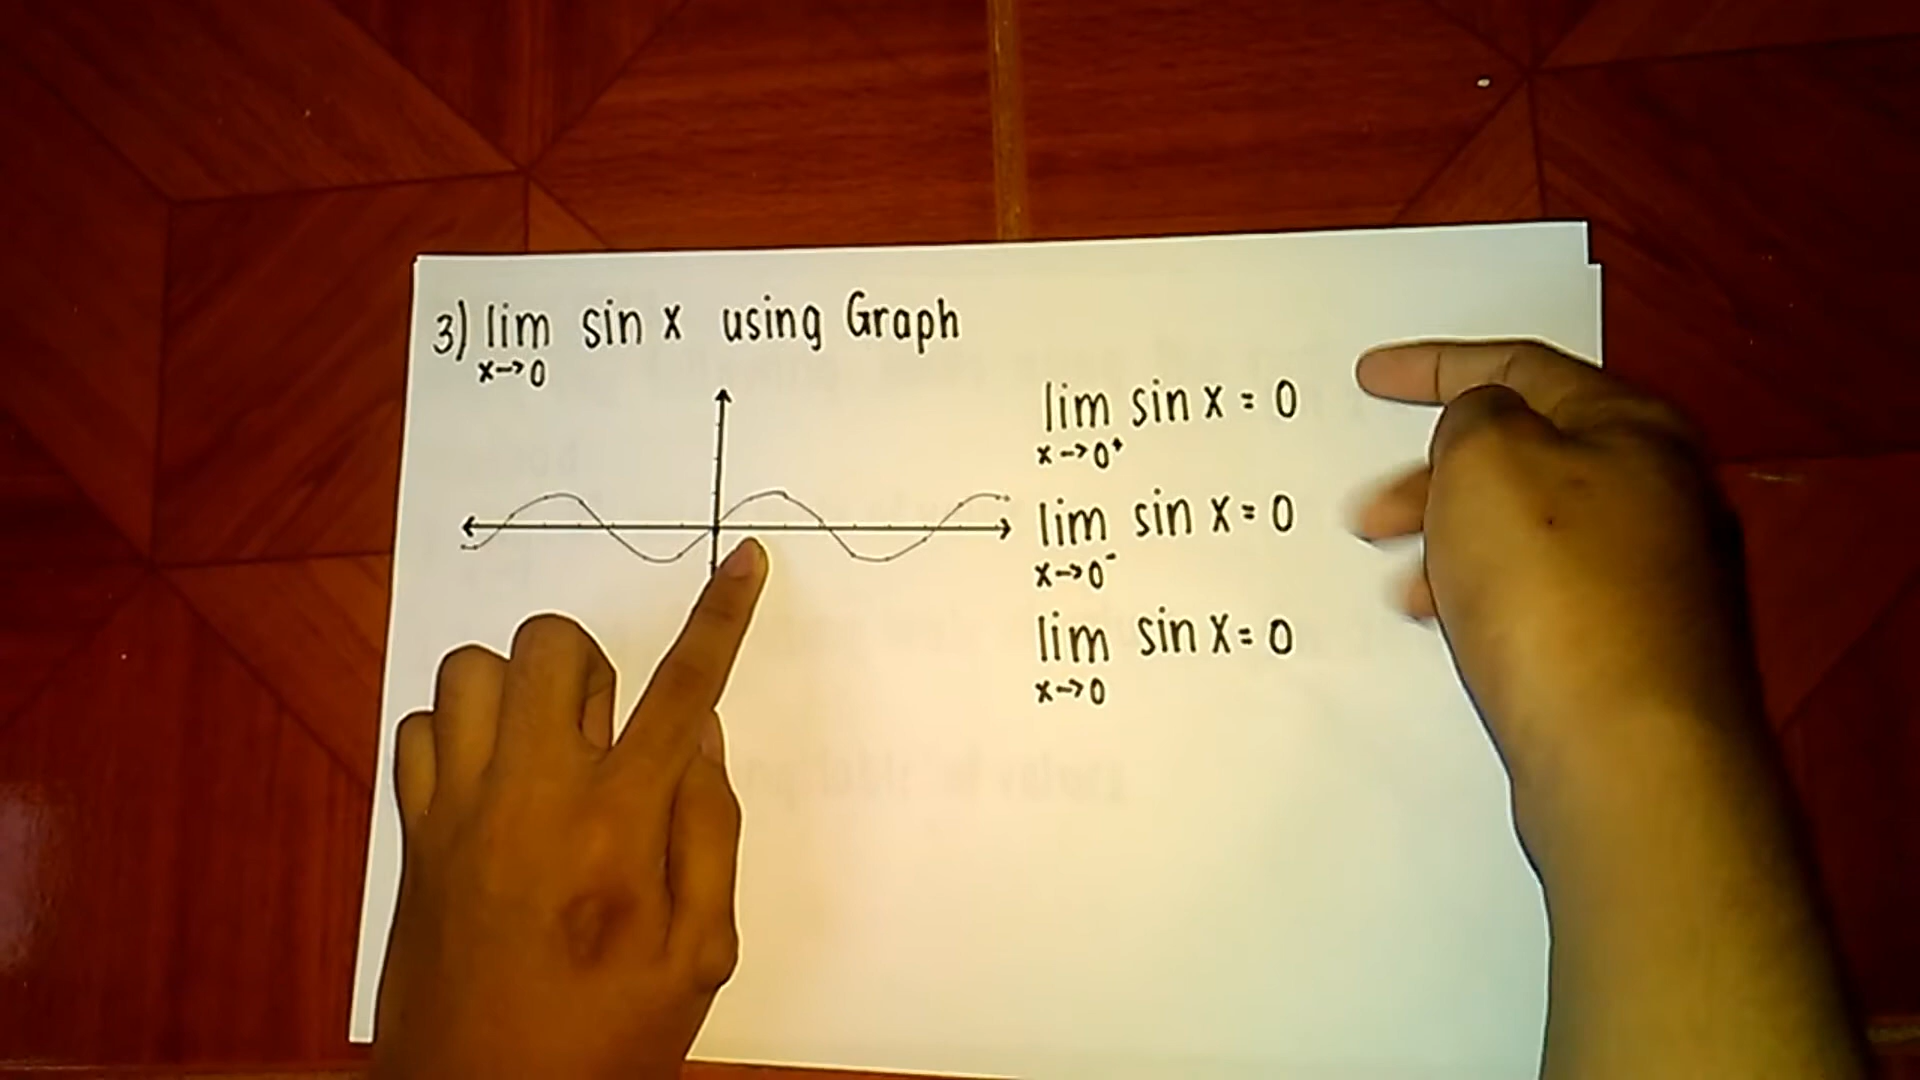 3) lim sin x using Graph
x→0
lim sin x = 0
x→0⁺
lim sin x = 0
x→0⁻
lim sin x = 0
x→0